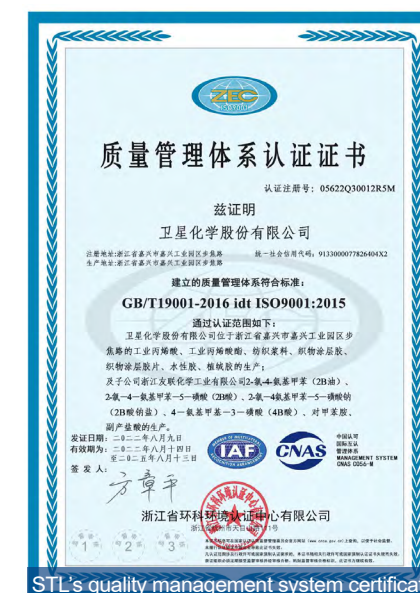 ZEC
质量管理体系认证证书
认证注册号：05622Q30012R5M
兹证明
卫星化学股份有限公司
注册地址:浙江省嘉兴市嘉兴工业园区步焦路 统一社会信用代码：91330000778264​04X2
生产地址:浙江省嘉兴市嘉兴工业园区步焦路
建立的质量管理体系符合标准：
GB/T19001-2016 idt ISO9001:2015
通过认证范围如下：
卫星化学股份有限公司位于浙江省嘉兴市嘉兴工业园区步
焦路的工业丙烯酸、工业丙烯酸酯、纺织浆料、织物涂层胶、
织物涂层胶片、水性胶、植绒胶的生产；
及子公司浙江友联化学工业有限公司2-氯-4-氨基甲苯（2B油）、
2-氯-4-氨基甲苯-5-磺酸（2B酸）、2-氯-4氨基甲苯-5-磺酸钠
（2B酸钠盐）、4-氨基甲基-3-磺酸（4B酸）、对甲苯胺、
副产盐酸的生产。
发证日期：二〇二二年八月九日
有效期为：二〇二二年八月十四日
至二〇二五年八月十三日
签 发 人：
IAF
CNAS
中国认可
国际互认
管理体系
MANAGEMENT SYSTEM
CNAS C056-M
浙江省环科环境认证中心有限公司
第1次 第2次 第3次
STL's quality management system certifica